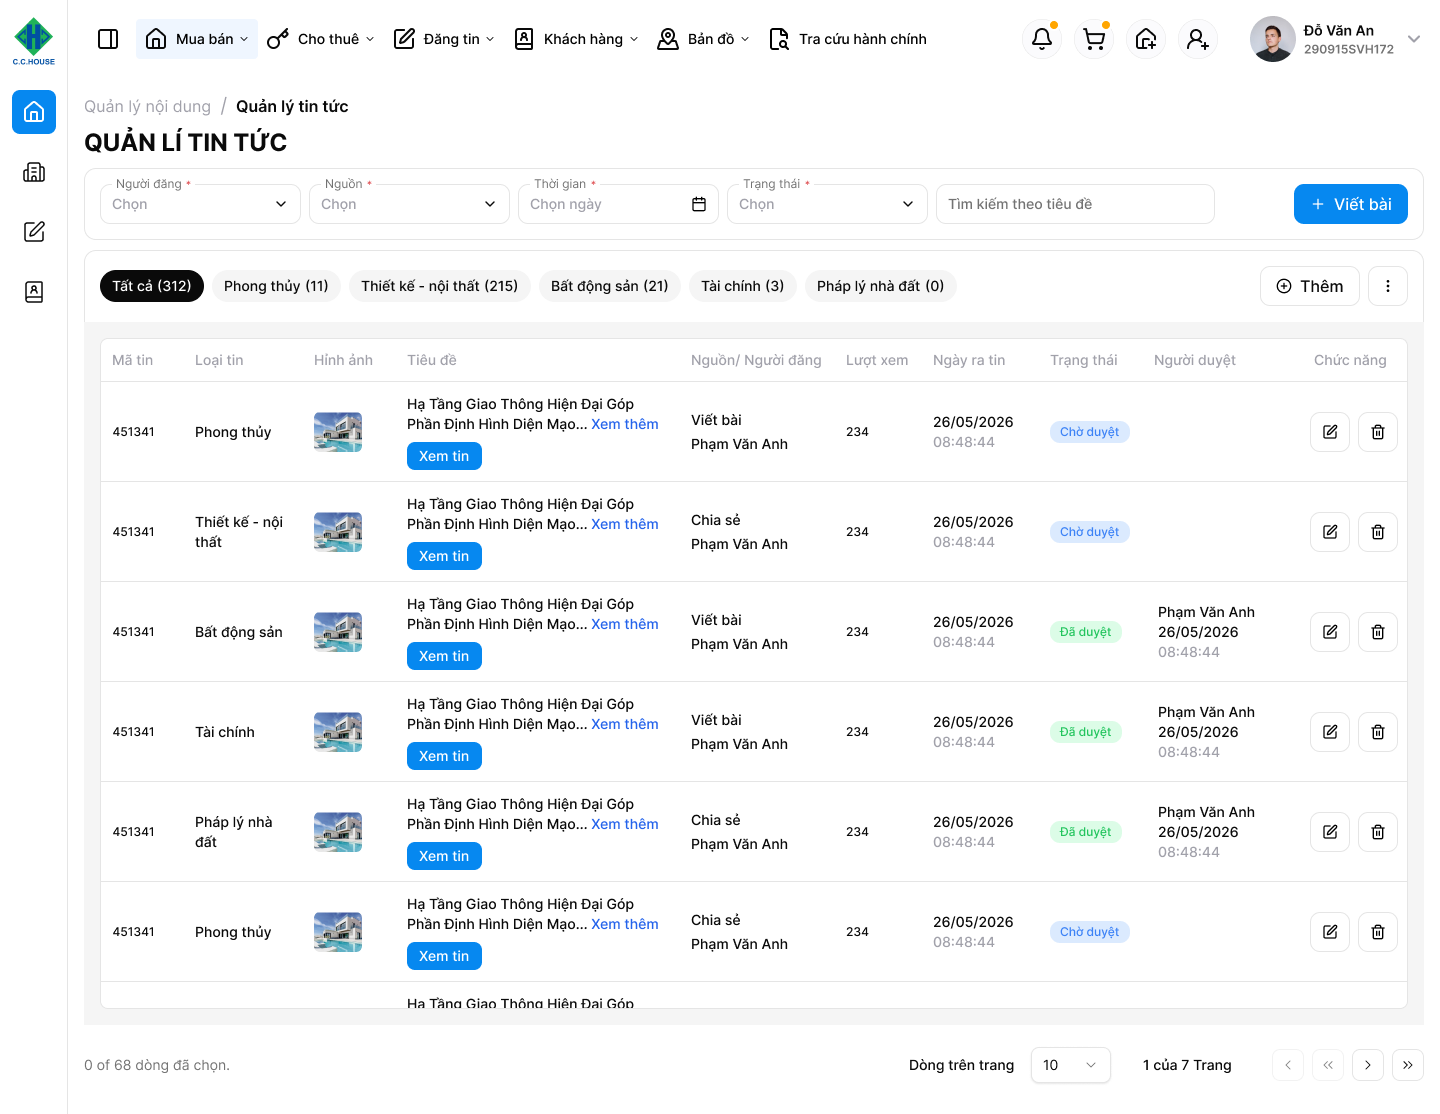 C.C.HOUSE
Mua bán
Cho thuê
Đăng tin
Khách hàng
Bản đồ
Tra cứu hành chính
Đỗ Văn An
290915SVH172
Quản lý nội dung / Quản lý tin tức
QUẢN LÍ TIN TỨC
Người đăng *
Chọn
Nguồn *
Chọn
Thời gian *
Chọn ngày
Trạng thái *
Chọn
Tìm kiếm theo tiêu đề
Viết bài
Tất cả (312)
Phong thủy (11)
Thiết kế - nội thất (215)
Bất động sản (21)
Tài chính (3)
Pháp lý nhà đất (0)
Thêm
Mã tin
Loại tin
Hình ảnh
Tiêu đề
Nguồn/ Người đăng
Lượt xem
Ngày ra tin
Trạng thái
Người duyệt
Chức năng
451341
Phong thủy
Hạ Tầng Giao Thông Hiện Đại Góp
Phần Định Hình Diện Mạo... Xem thêm
Xem tin
Viết bài
Phạm Văn Anh
234
26/05/2026
08:48:44
Chờ duyệt
451341
Thiết kế - nội
thất
Hạ Tầng Giao Thông Hiện Đại Góp
Phần Định Hình Diện Mạo... Xem thêm
Xem tin
Chia sẻ
Phạm Văn Anh
234
26/05/2026
08:48:44
Chờ duyệt
451341
Bất động sản
Hạ Tầng Giao Thông Hiện Đại Góp
Phần Định Hình Diện Mạo... Xem thêm
Xem tin
Viết bài
Phạm Văn Anh
234
26/05/2026
08:48:44
Đã duyệt
Phạm Văn Anh
26/05/2026
08:48:44
451341
Tài chính
Hạ Tầng Giao Thông Hiện Đại Góp
Phần Định Hình Diện Mạo... Xem thêm
Xem tin
Viết bài
Phạm Văn Anh
234
26/05/2026
08:48:44
Đã duyệt
Phạm Văn Anh
26/05/2026
08:48:44
451341
Pháp lý nhà
đất
Hạ Tầng Giao Thông Hiện Đại Góp
Phần Định Hình Diện Mạo... Xem thêm
Xem tin
Chia sẻ
Phạm Văn Anh
234
26/05/2026
08:48:44
Đã duyệt
Phạm Văn Anh
26/05/2026
08:48:44
451341
Phong thủy
Hạ Tầng Giao Thông Hiện Đại Góp
Phần Định Hình Diện Mạo... Xem thêm
Xem tin
Chia sẻ
Phạm Văn Anh
234
26/05/2026
08:48:44
Chờ duyệt
Hạ Tầng Giao Thông Hiện Đại Góp
0 of 68 dòng đã chọn.
Dòng trên trang
10
1 của 7 Trang